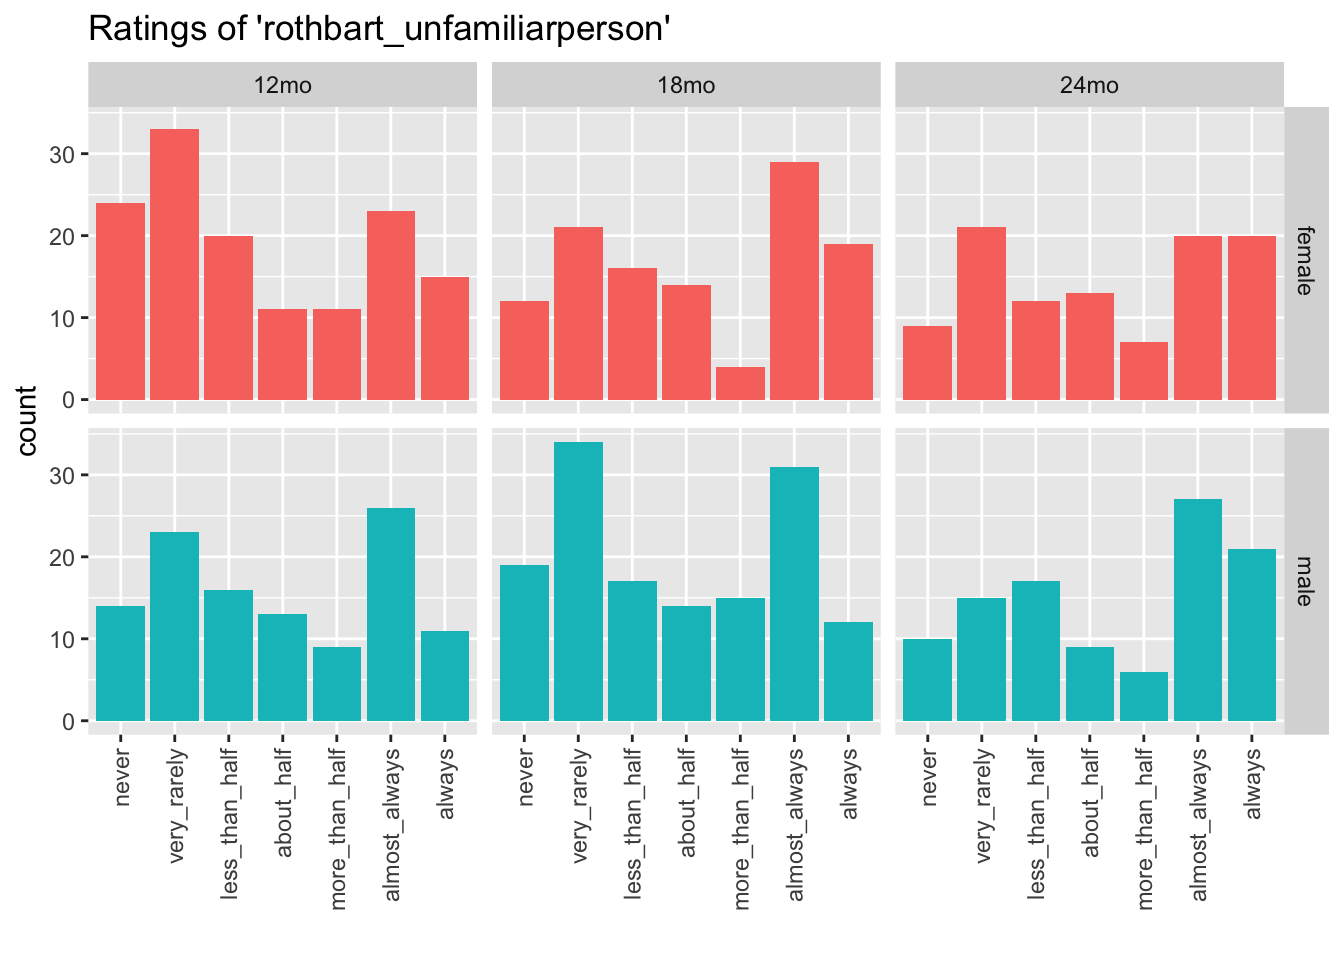 Ratings of 'rothbart_unfamiliarperson'
12mo 18mo 24mo
30
20
10
0
female
count
30
20
10
0
male
never very_rarely less_than_half about_half more_than_half almost_always always never very_rarely less_than_half about_half more_than_half almost_always always never very_rarely less_than_half about_half more_than_half almost_always always